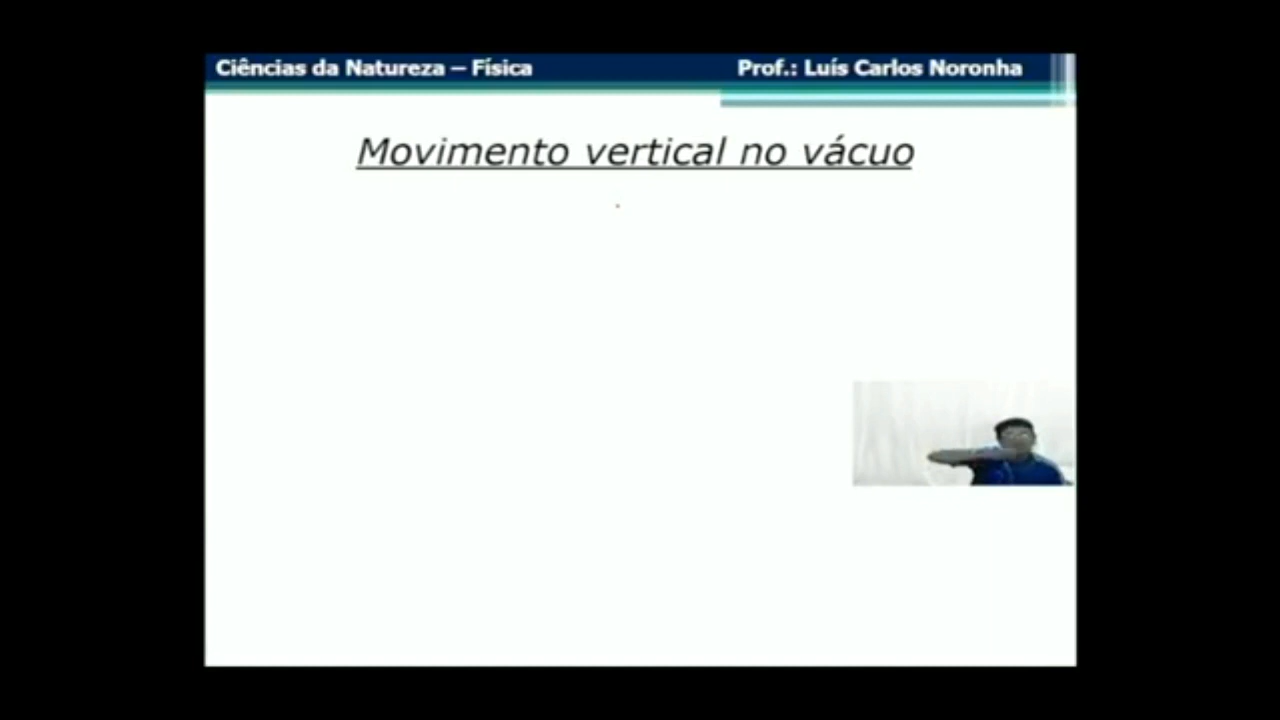 Ciências da Natureza – Física
Prof.: Luís Carlos Noronha
Movimento vertical no vácuo